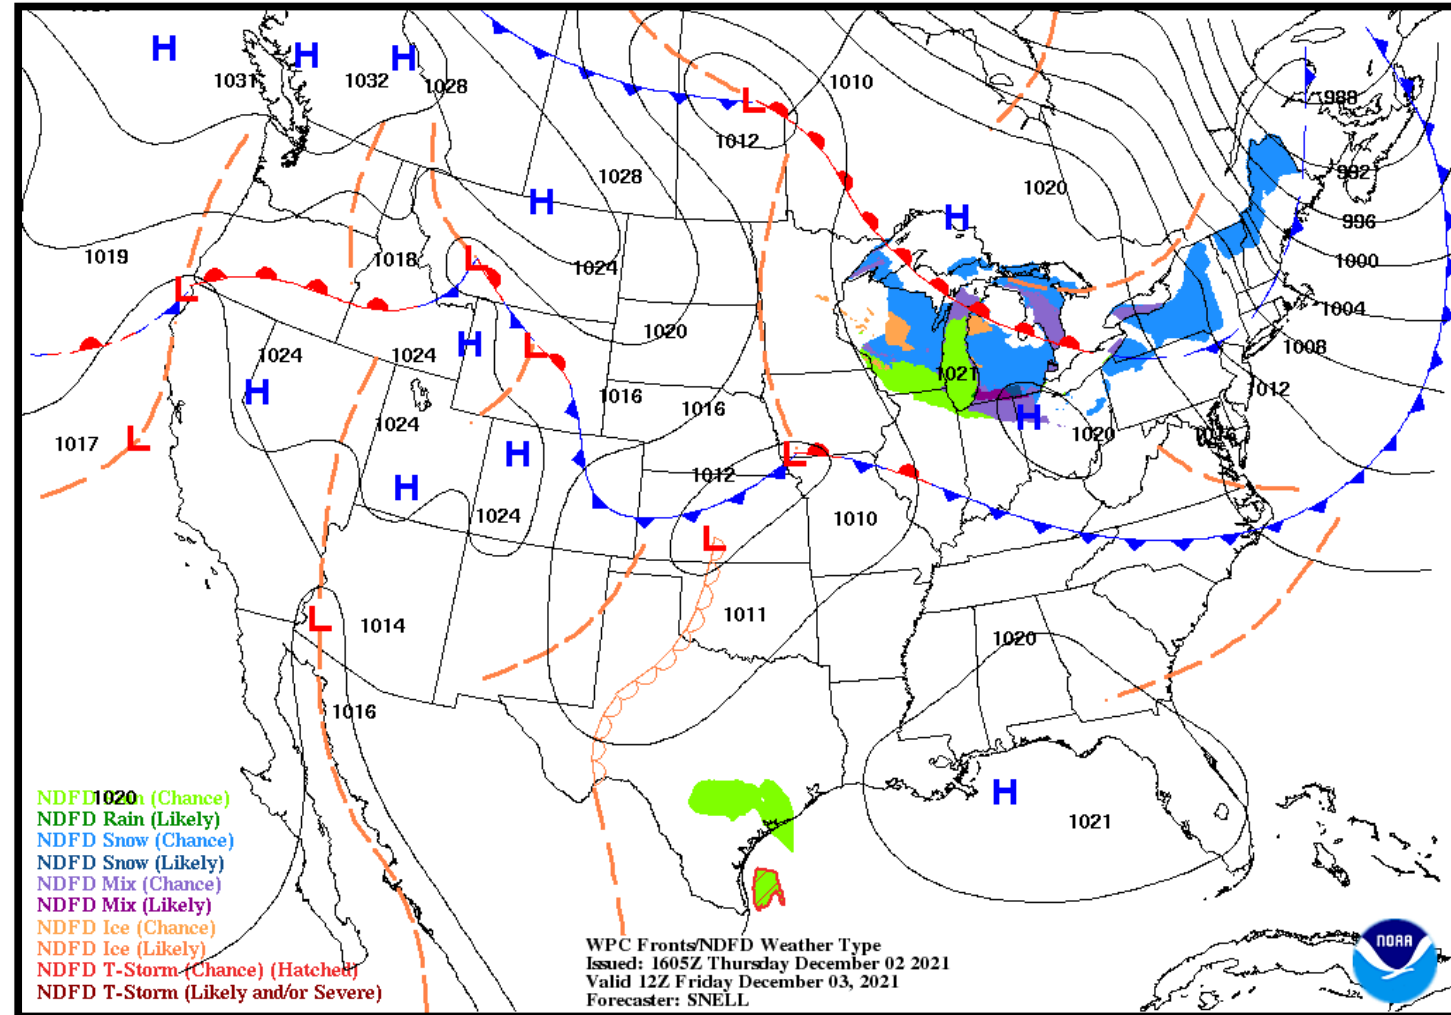 H
H
H
1031
1032
1028
1010
L
1012
988
1028
992
1020
H
H
996
1019
1018
L
1024
1000
L
1004
1020
H
L
1024
1024
1008
1021
H
1016
1016
1012
1024
H
1017
L
1020
H
L
1012
H
1024
1010
L
1011
L
1014
1020
1016
H
1021
1020
NDFD Rain (Chance)
NDFD Rain (Likely)
NDFD Snow (Chance)
NDFD Snow (Likely)
NDFD Mix (Chance)
NDFD Mix (Likely)
NDFD Ice (Chance)
NDFD Ice (Likely)
NDFD T-Storm (Chance) (Hatched)
NDFD T-Storm (Likely and/or Severe)
WPC Fronts/NDFD Weather Type
Issued: 1605Z Thursday December 02 2021
Valid 12Z Friday December 03, 2021
Forecaster: SNELL
NOAA